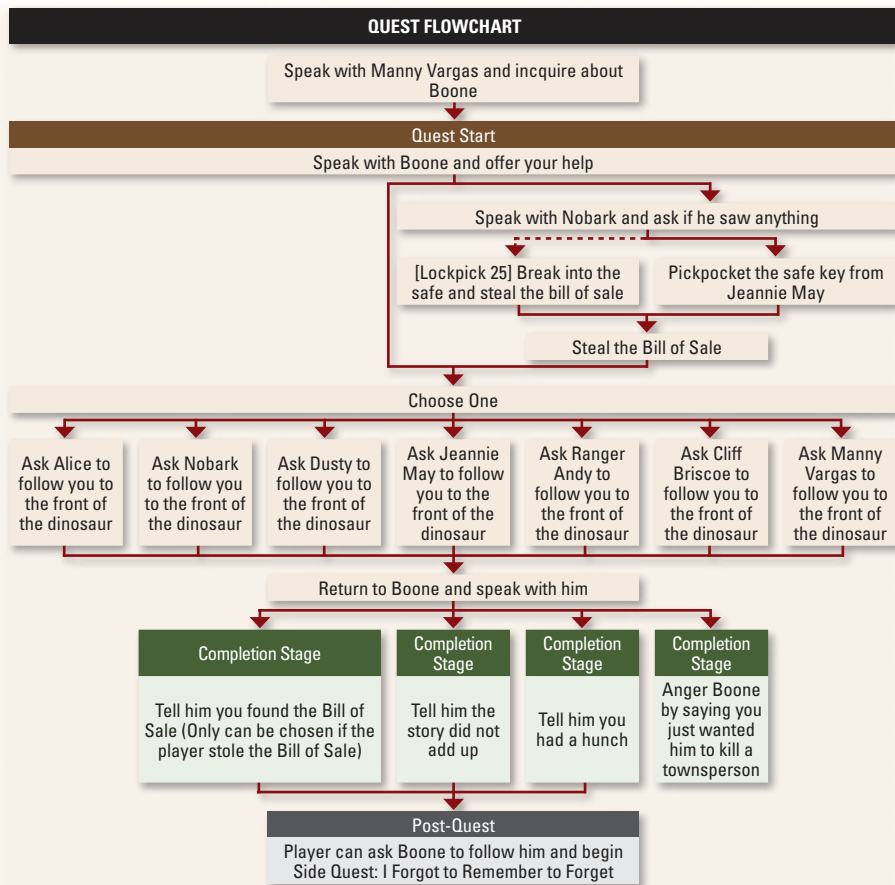 QUEST FLOWCHART
Speak with Manny Vargas and incquire about
Boone
Quest Start
Speak with Boone and offer your help
Speak with Nobark and ask if he saw anything
[Lockpick 25] Break into the
safe and steal the bill of sale
Pickpocket the safe key from
Jeannie May
Steal the Bill of Sale
Choose One
Ask Alice to
follow you to
the front of
the dinosaur
Ask Nobark
to follow you
to the front of
the dinosaur
Ask Dusty to
follow you to
the front of
the dinosaur
Ask Jeannie
May to follow
you to the
front of the
dinosaur
Ask Ranger
Andy to
follow you to
the front of
the dinosaur
Ask Cliff
Briscoe to
follow you to
the front of
the dinosaur
Ask Manny
Vargas to
follow you to
the front of
the dinosaur
Return to Boone and speak with him
Completion Stage
Tell him you found the Bill of
Sale (Only can be chosen if the
player stole the Bill of Sale)
Completion
Stage
Tell him the
story did not
add up
Completion
Stage
Tell him you
had a hunch
Completion
Stage
Anger Boone
by saying you
just wanted
him to kill a
townsperson
Post-Quest
Player can ask Boone to follow him and begin
Side Quest: I Forgot to Remember to Forget